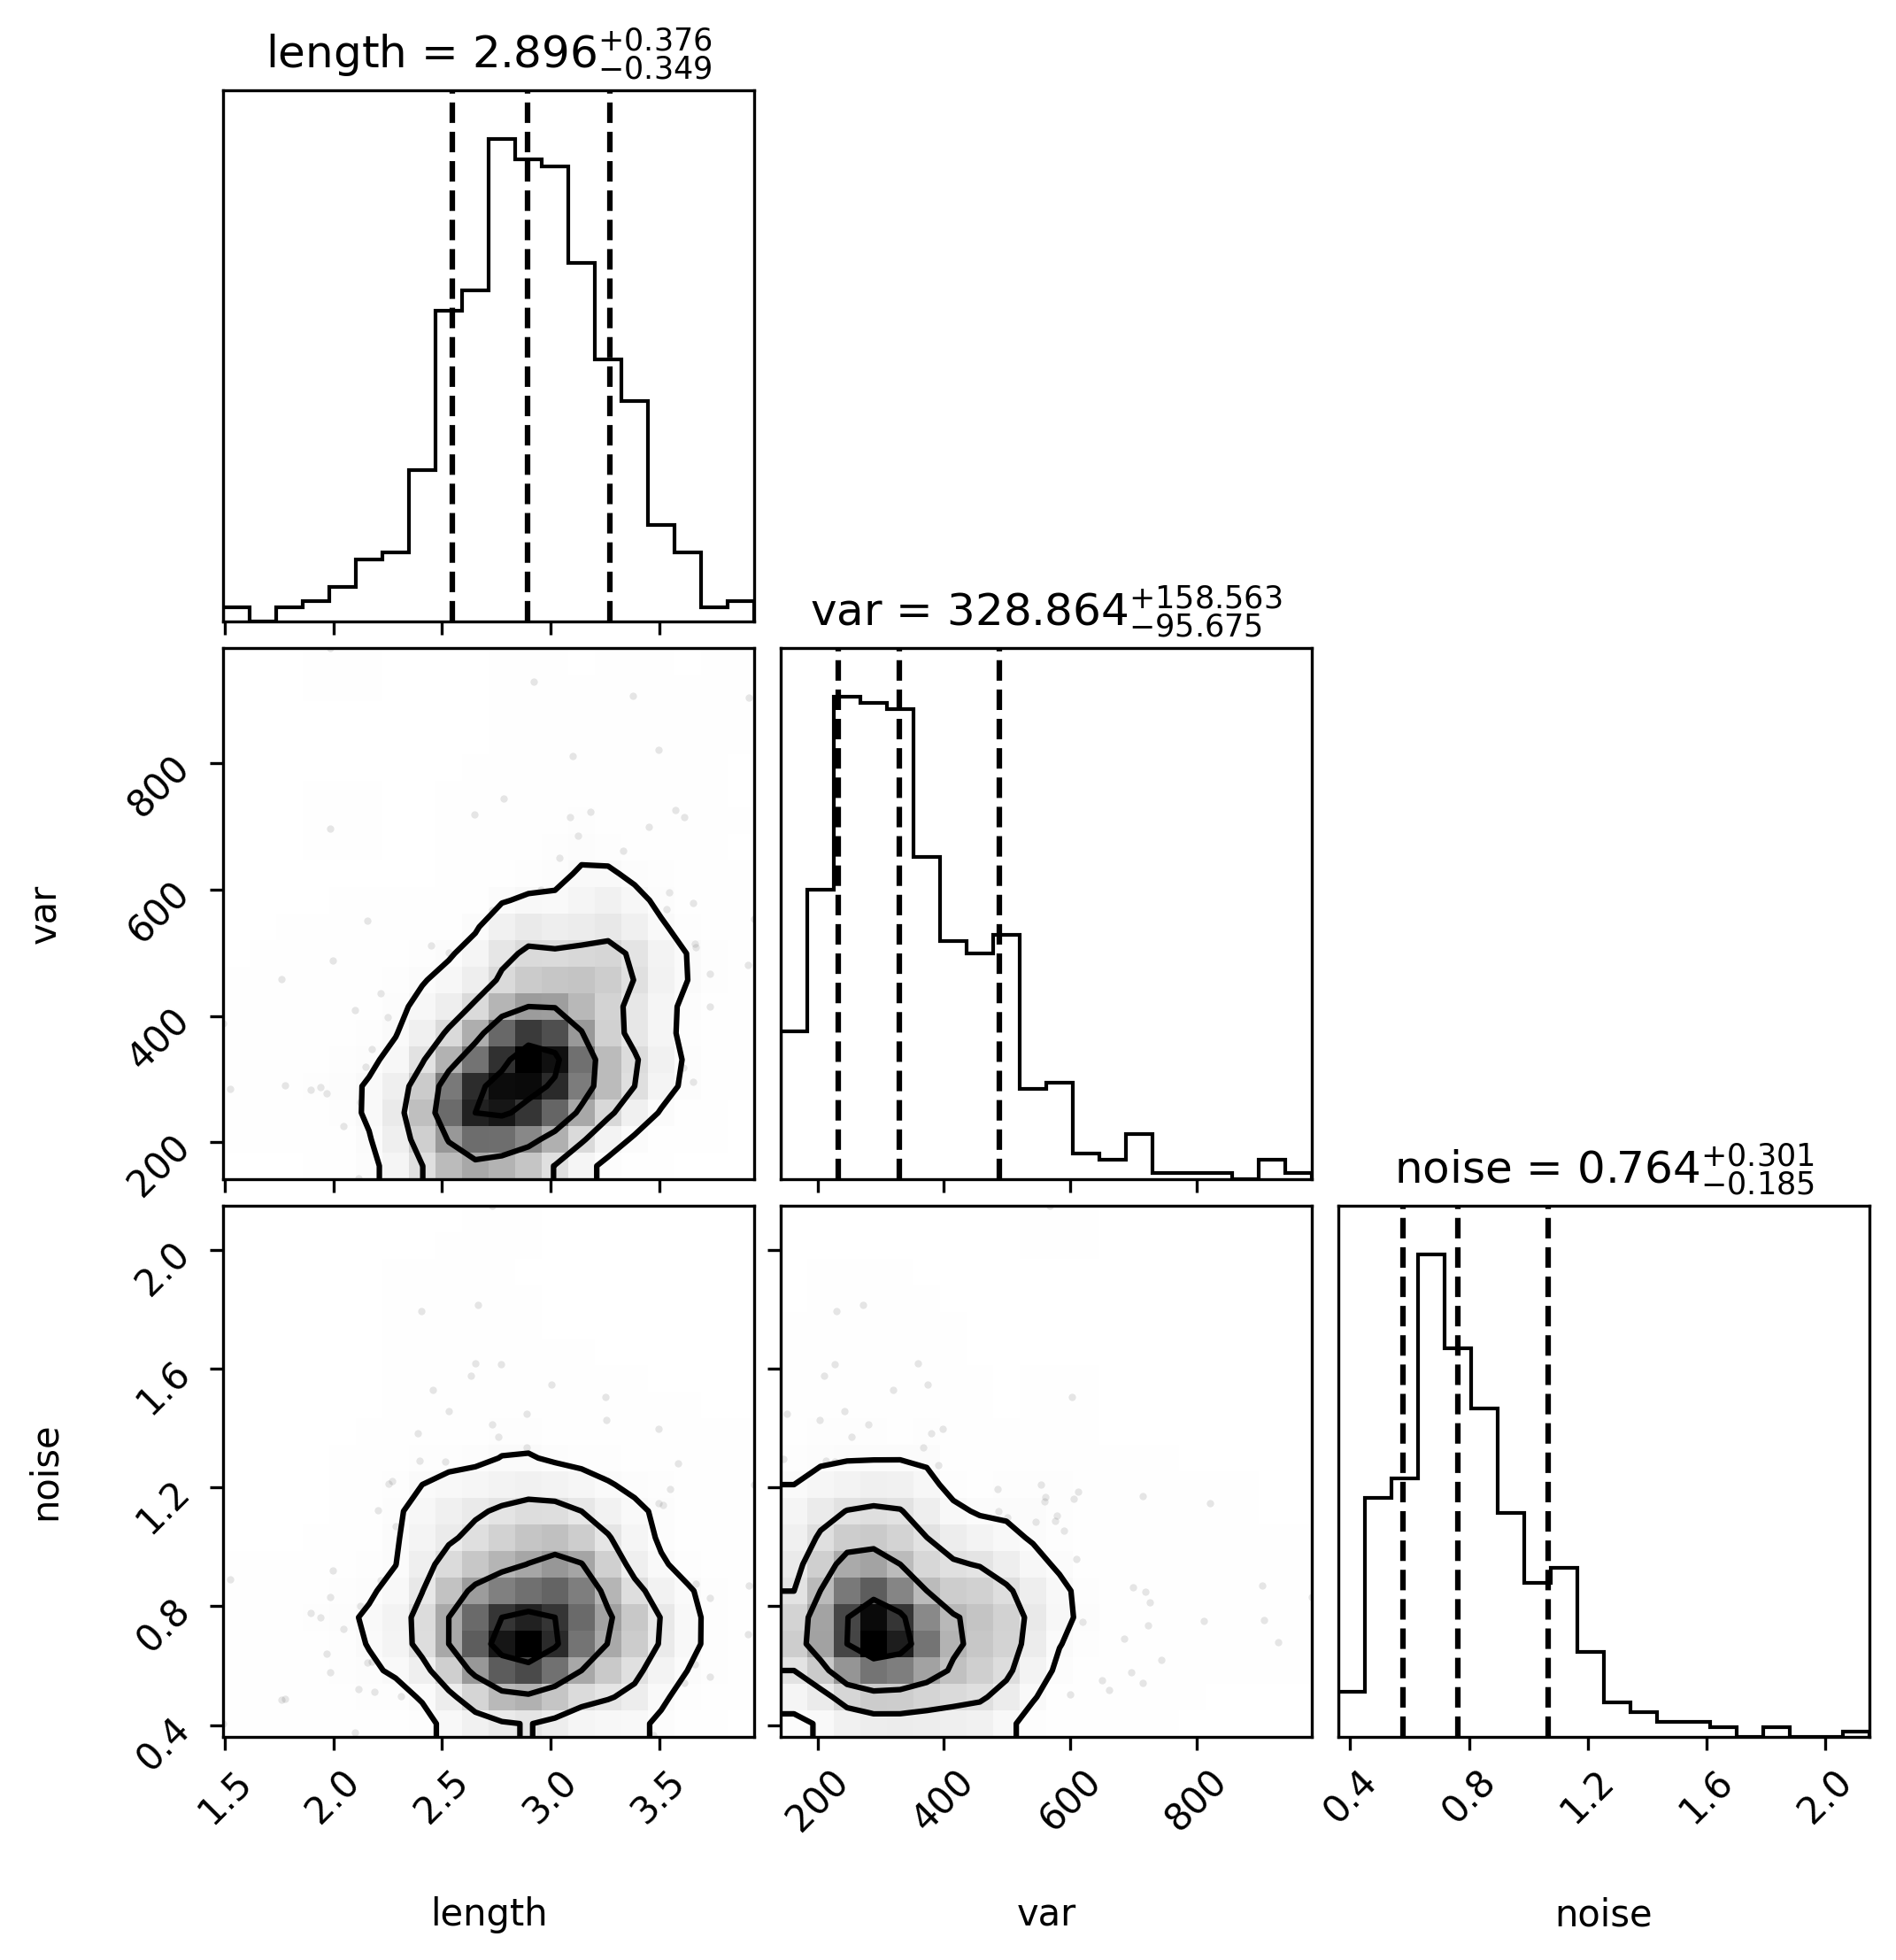 length = 2.896 +0.376 −0.349
var = 328.864 +158.563 −95.675
800
600
400
200
var
noise = 0.764 +0.301 −0.185
2.0
1.6
1.2
0.8
0.4
noise
1.5 2.0 2.5 3.0 3.5
200 400 600 800
0.4 0.8 1.2 1.6 2.0
length var noise